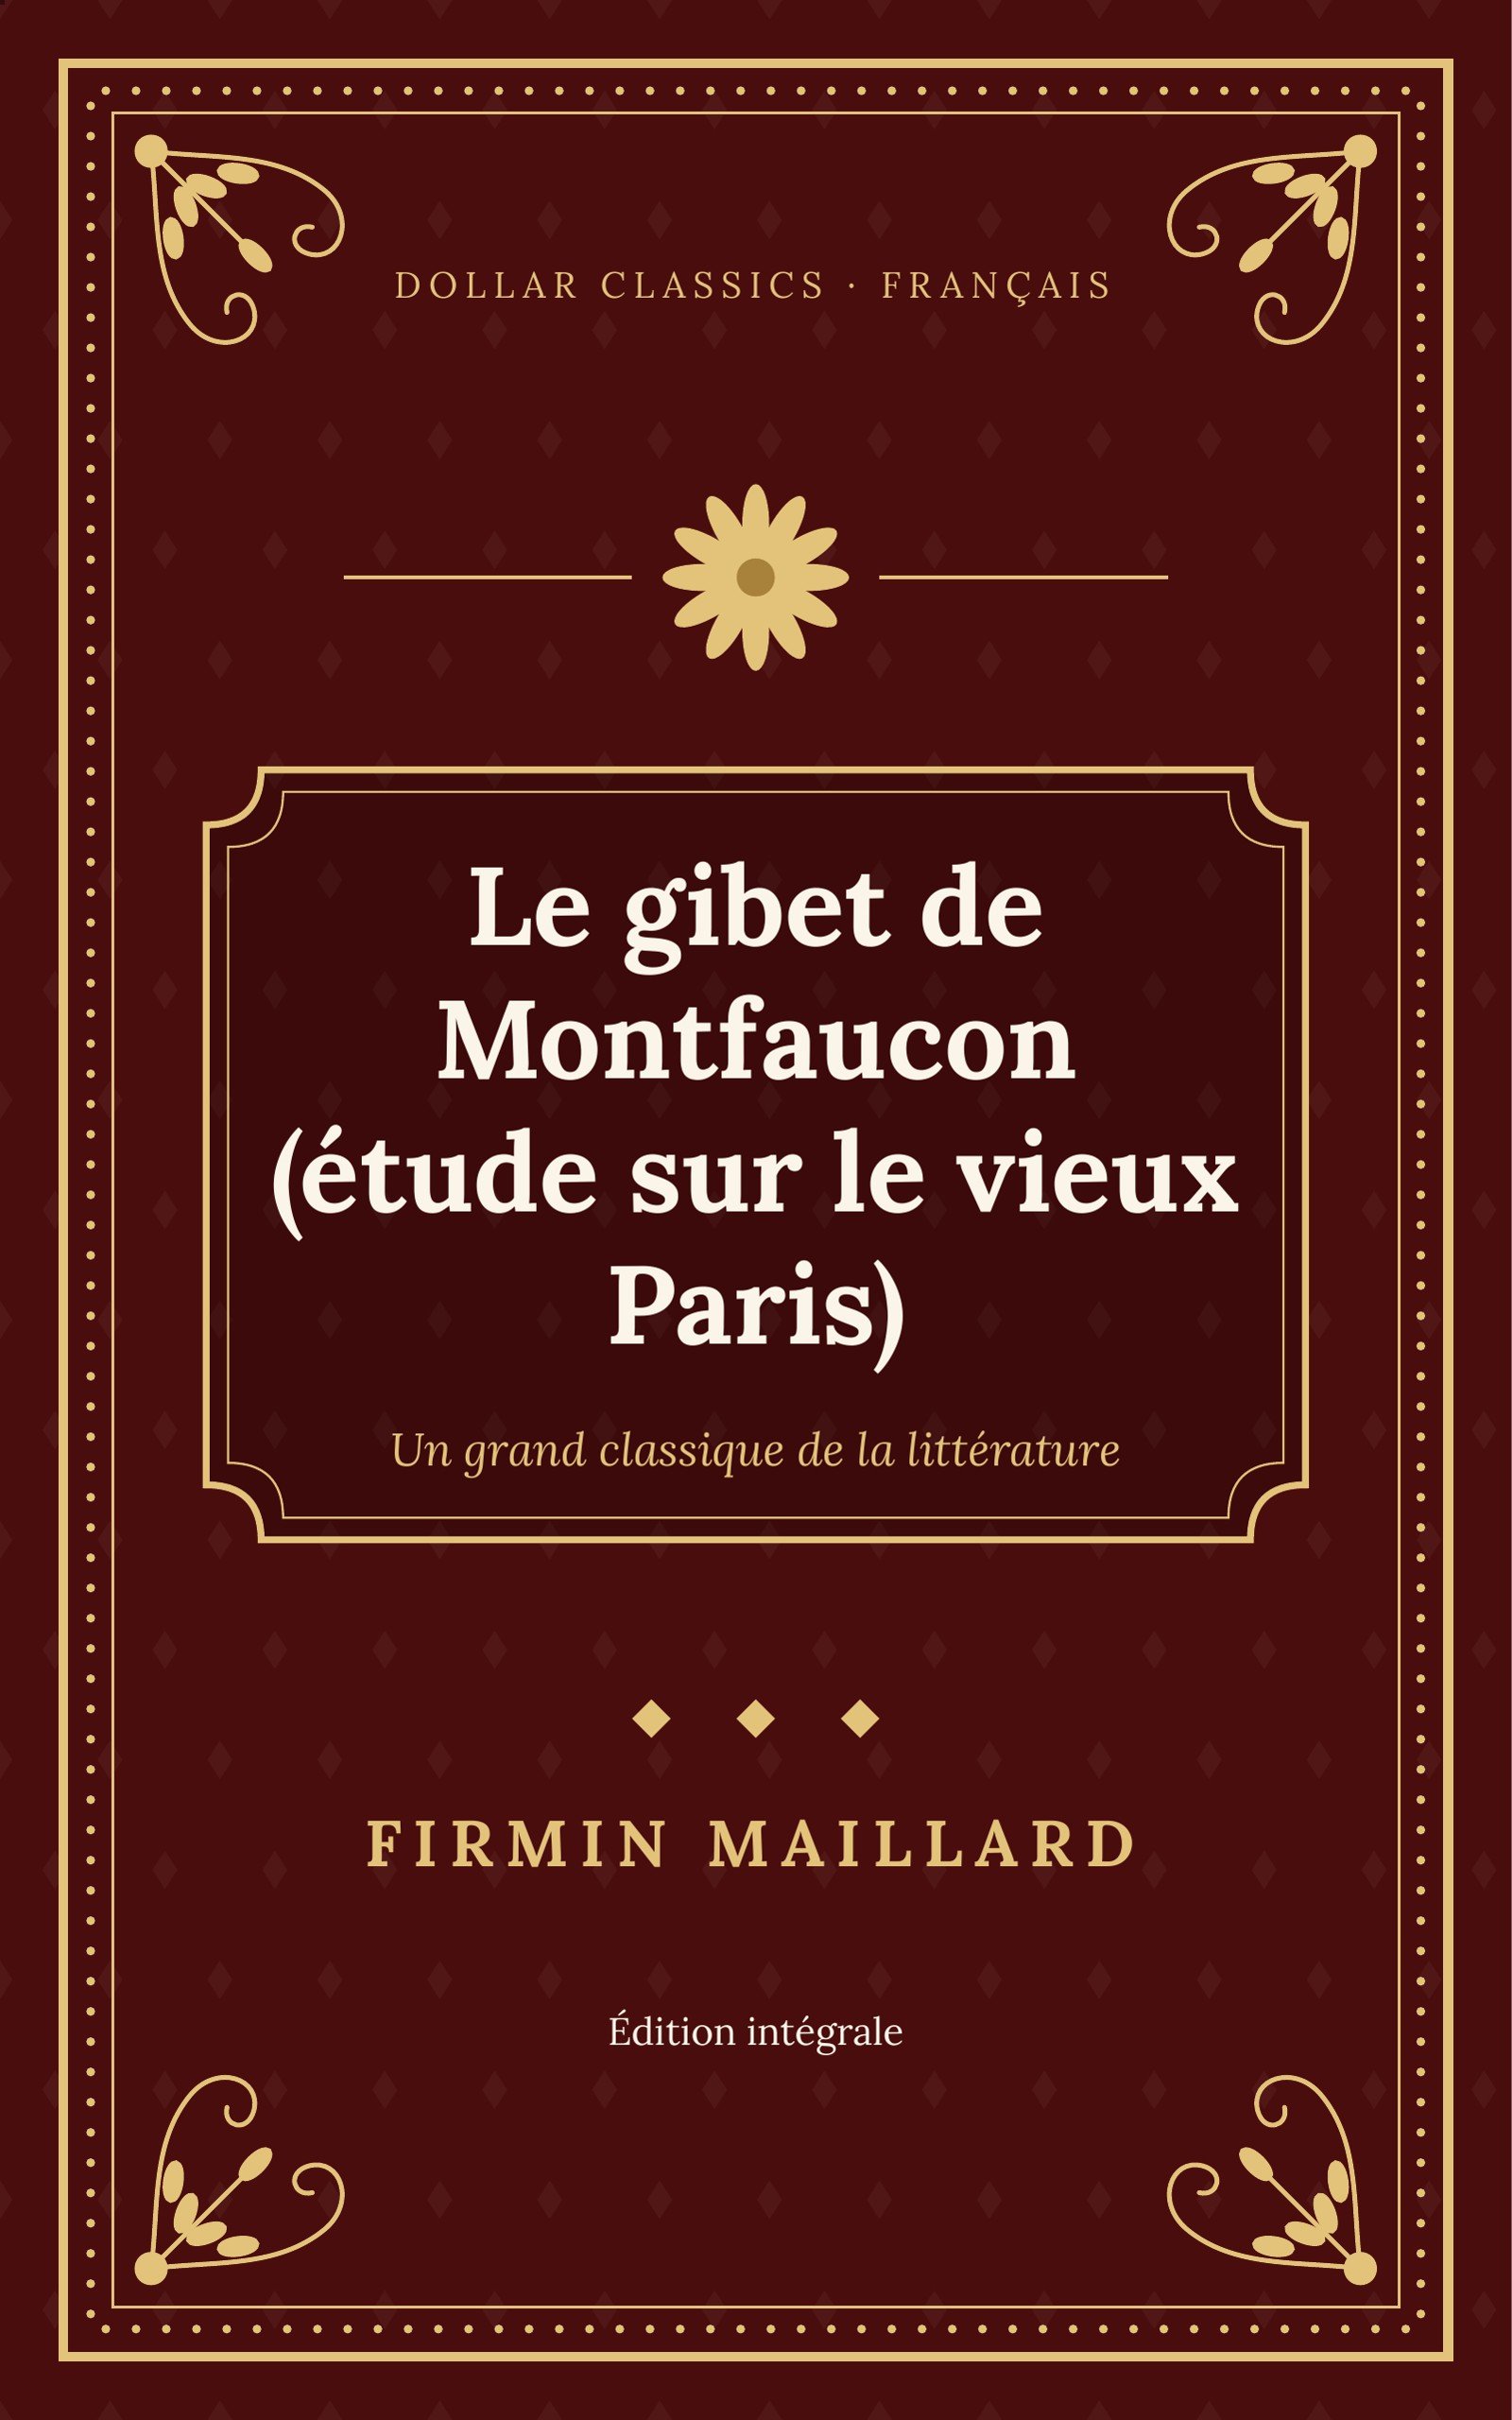 DOLLAR CLASSICS · FRANÇAIS
Le gibet de
Montfaucon
(étude sur le vieux
Paris)
Un grand classique de la littérature
FIRMIN MAILLARD
Édition intégrale